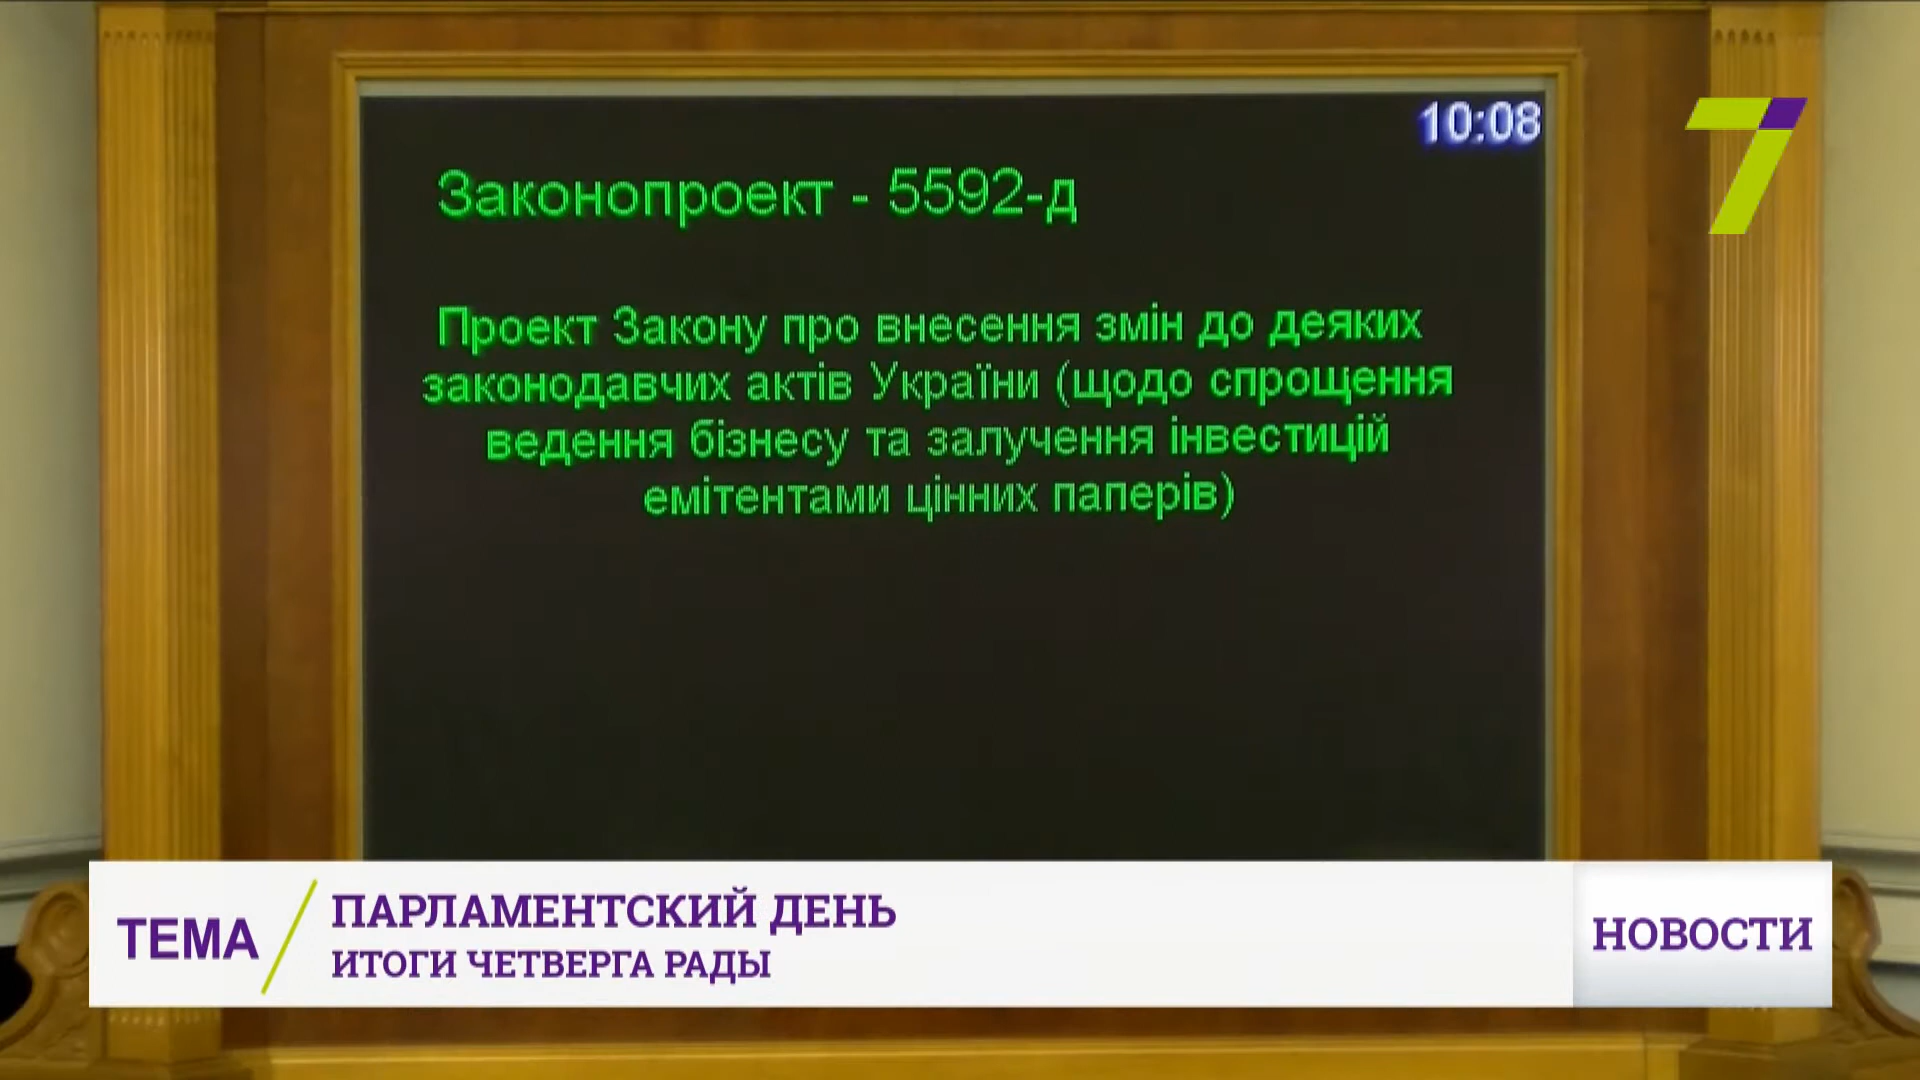 10:08
7
Законопроект - 5592-д
Проект Закону про внесення змін до деяких
законодавчих актів України (щодо спрощення
ведення бізнесу та залучення інвестицій
емітентами цінних паперів)
ТЕМА
ПАРЛАМЕНТСКИЙ ДЕНЬ
ИТОГИ ЧЕТВЕРГА РАДЫ
НОВОСТИ